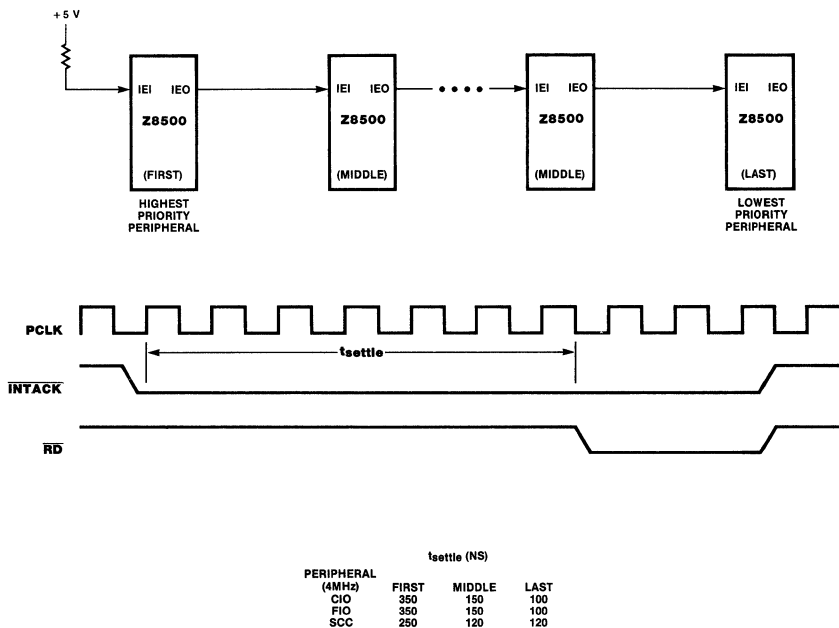 +5 V
IEI IEO
Z8500
(FIRST)
HIGHEST
PRIORITY
PERIPHERAL
IEI IEO
Z8500
(MIDDLE)
IEI IEO
Z8500
(MIDDLE)
IEI IEO
Z8500
(LAST)
LOWEST
PRIORITY
PERIPHERAL
PCLK
tsettle
INTACK
RD
tsettle (NS)
PERIPHERAL
(4MHz) FIRST MIDDLE LAST
CIO 350 150 100
FIO 350 150 100
SCC 250 120 120